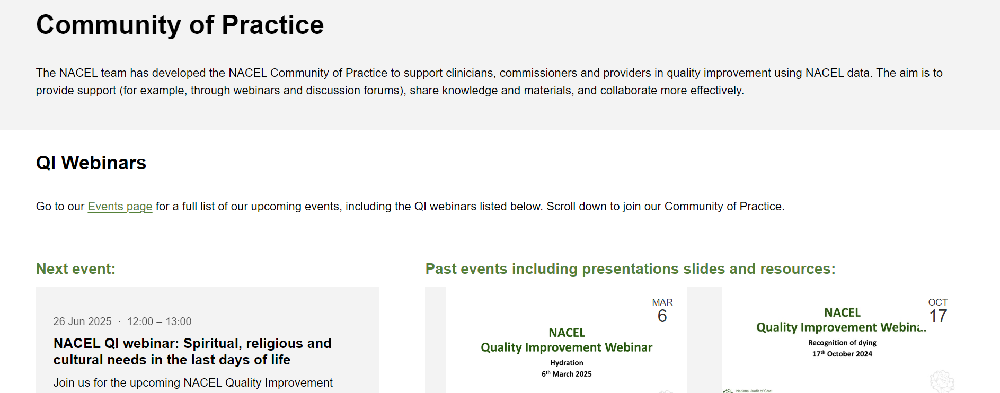 Community of Practice
The NACEL team has developed the NACEL Community of Practice to support clinicians, commissioners and providers in quality improvement using NACEL data. The aim is to
provide support (for example, through webinars and discussion forums), share knowledge and materials, and collaborate more effectively.
QI Webinars
Go to our Events page for a full list of our upcoming events, including the QI webinars listed below. Scroll down to join our Community of Practice.
Next event:
26 Jun 2025 · 12:00 – 13:00
NACEL QI webinar: Spiritual, religious and
cultural needs in the last days of life
Join us for the upcoming NACEL Quality Improvement
Past events including presentations slides and resources:
MAR
6
NACEL
Quality Improvement Webinar
Hydration
6th March 2025
OCT
17
NACEL
Quality Improvement Webinar
Recognition of dying
17th October 2024
National Audit of Care